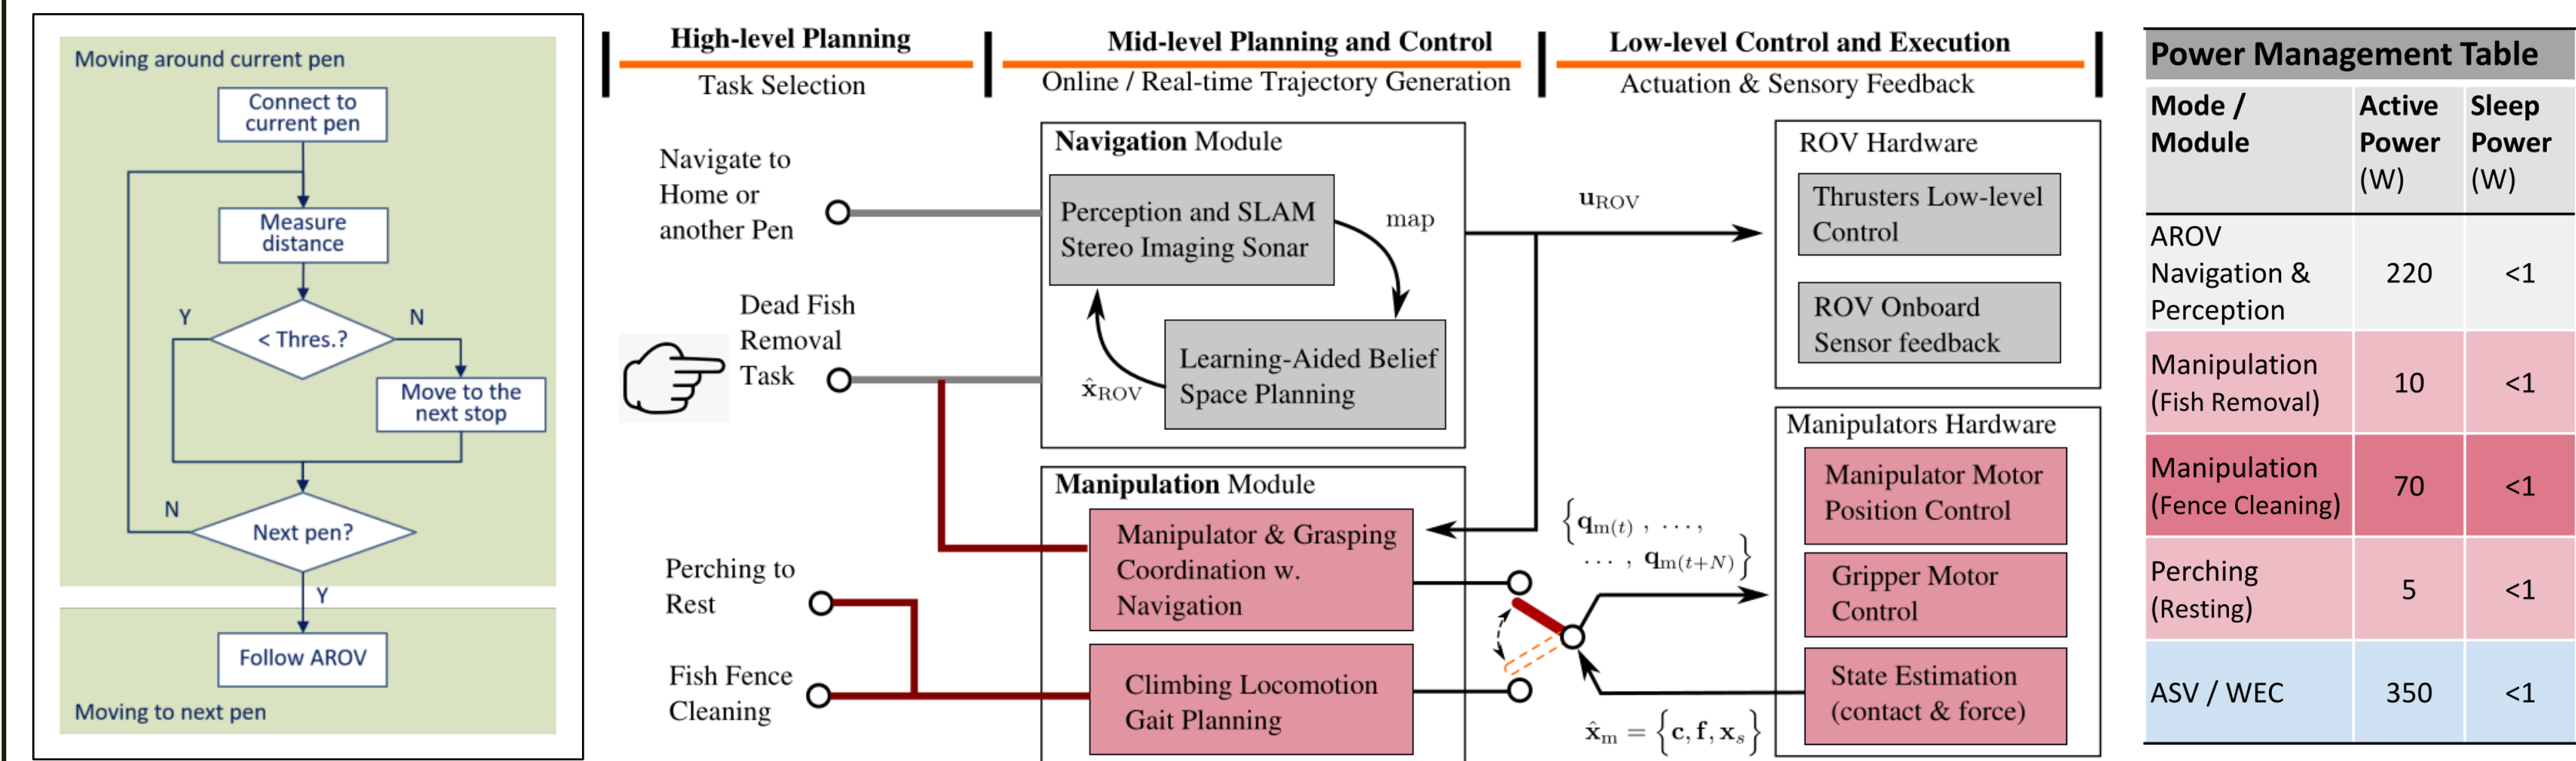 Moving around current pen
Connect to
current pen
Measure
distance
Y
N
< Thres.?
Move to the
next stop
N
Next pen?
Y
Follow AROV
Moving to next pen
High-level Planning
Task Selection
Mid-level Planning and Control
Online / Real-time Trajectory Generation
Low-level Control and Execution
Actuation & Sensory Feedback
Navigate to
Home or
another Pen
Dead Fish
Removal
Task
Perching to
Rest
Fish Fence
Cleaning
Navigation Module
Perception and SLAM
Stereo Imaging Sonar
map
Learning-Aided Belief
Space Planning
x̂ROV
Manipulation Module
Manipulator & Grasping
Coordination w.
Navigation
Climbing Locomotion
Gait Planning
uROV
{qm(t) , ...,
... , qm(t+N)}
x̂m = {c, f, xs}
ROV Hardware
Thrusters Low-level
Control
ROV Onboard
Sensor feedback
Manipulators Hardware
Manipulator Motor
Position Control
Gripper Motor
Control
State Estimation
(contact & force)
Power Management Table
Mode /
Module
Active
Power
(W)
Sleep
Power
(W)
AROV
Navigation &
Perception
220
<1
Manipulation
(Fish Removal)
10
<1
Manipulation
(Fence Cleaning)
70
<1
Perching
(Resting)
5
<1
ASV / WEC
350
<1